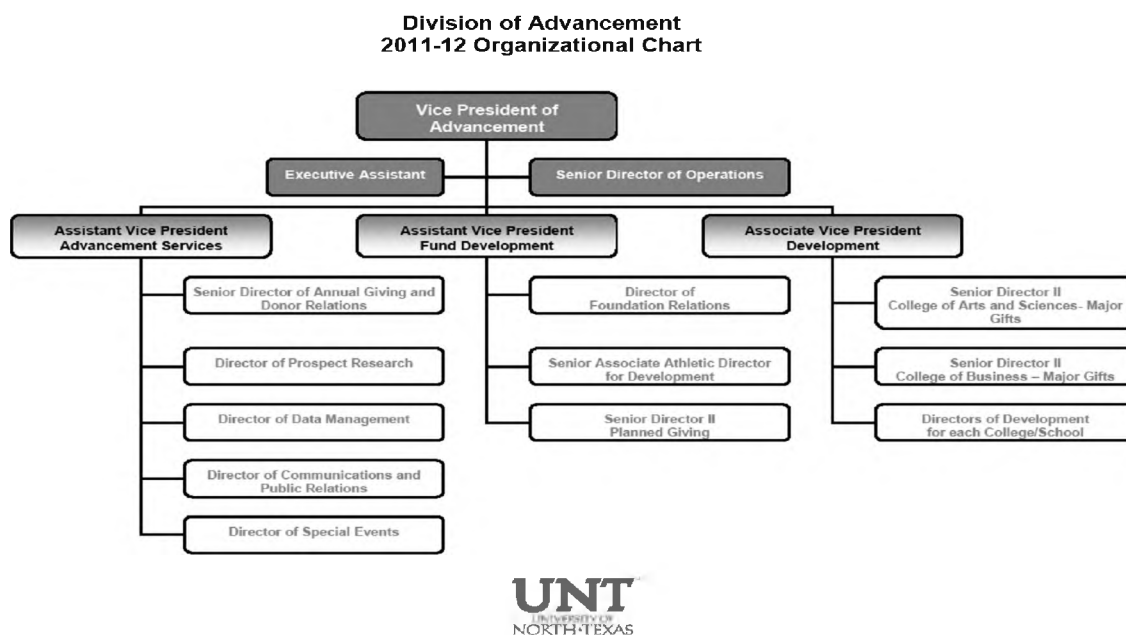 Division of Advancement
2011-12 Organizational Chart
Vice President of
Advancement
Executive Assistant
Senior Director of Operations
Assistant Vice President
Advancement Services
Assistant Vice President
Fund Development
Associate Vice President
Development
Senior Director of Annual Giving and
Donor Relations
Director of Prospect Research
Director of Data Management
Director of Communications and
Public Relations
Director of Special Events
Director of
Foundation Relations
Senior Associate Athletic Director
for Development
Senior Director II
Planned Giving
Senior Director II
College of Arts and Sciences- Major
Gifts
Senior Director II
College of Business – Major Gifts
Directors of Development
for each College/School
UNT
UNIVERSITY OF
NORTH•TEXAS